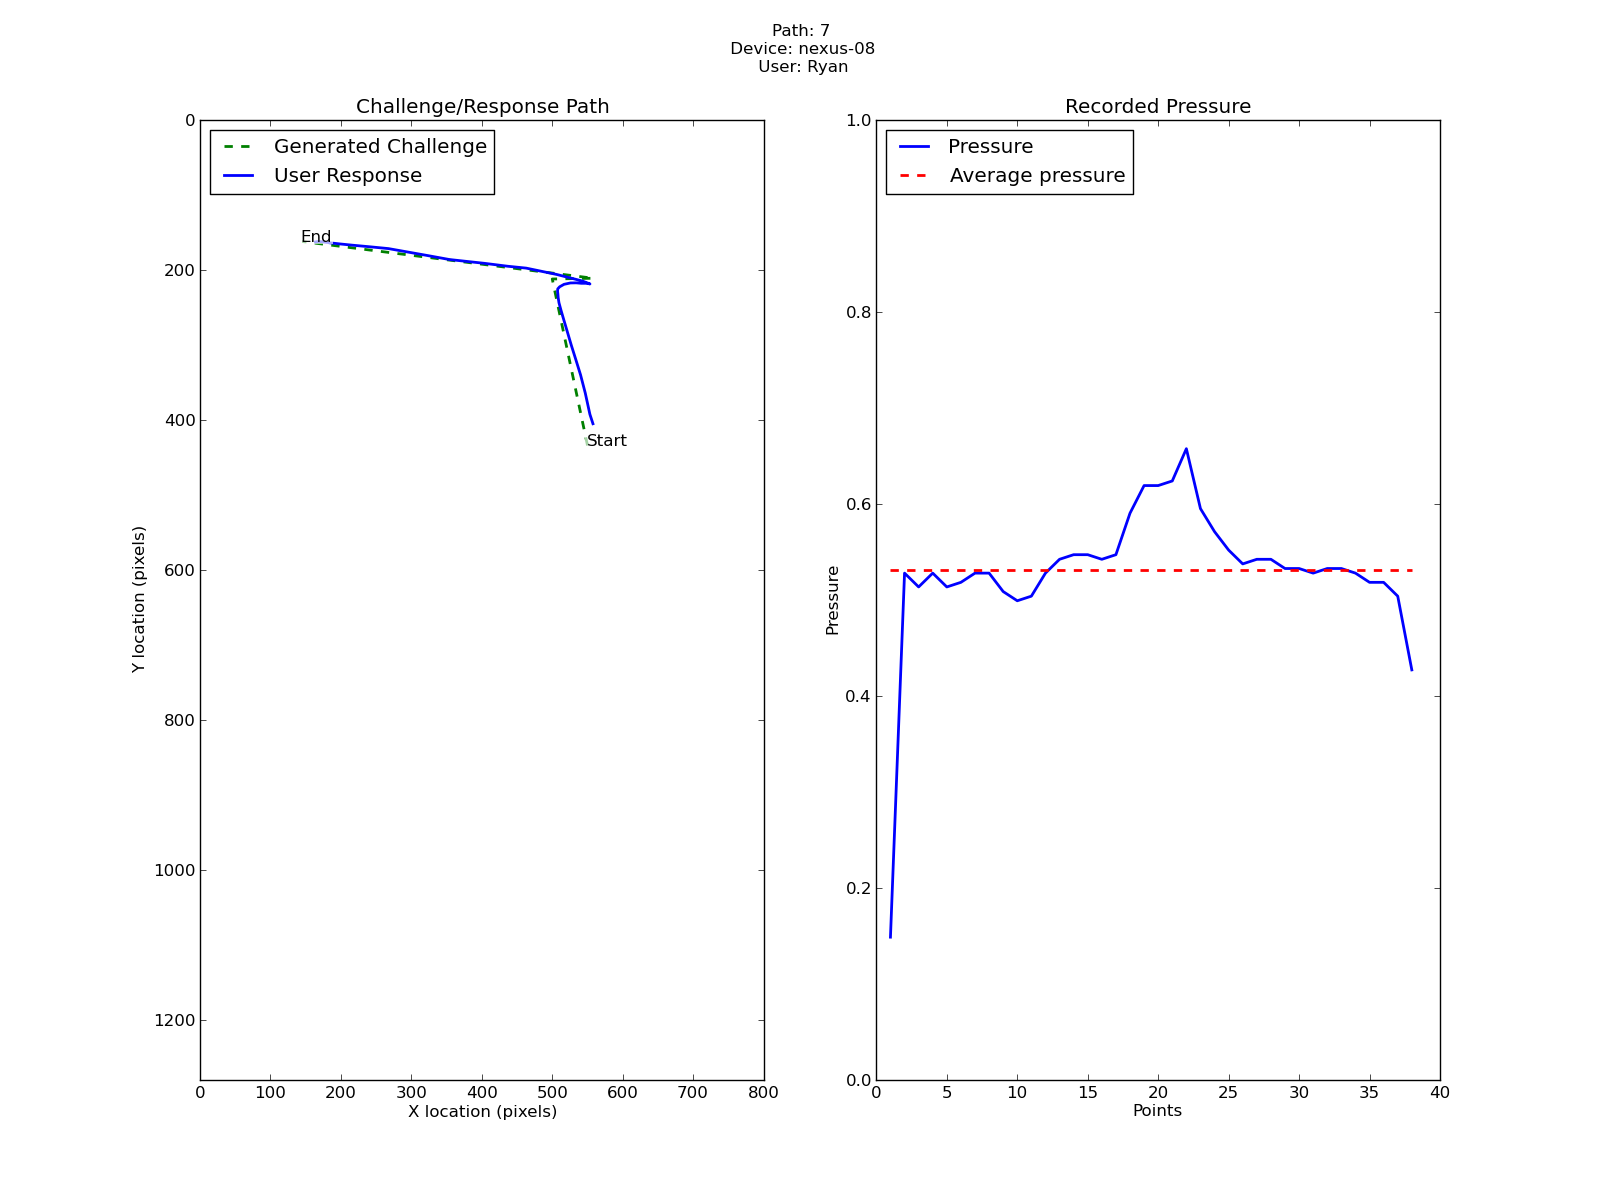 Path: 7
Device: nexus-08
User: Ryan
Challenge/Response Path
Generated Challenge
User Response
End
Start
0
200
400
600
800
1000
1200
Y location (pixels)
0 100 200 300 400 500 600 700 800
X location (pixels)
Recorded Pressure
Pressure
Average pressure
1.0
0.8
0.6
0.4
0.2
0.0
Pressure
0 5 10 15 20 25 30 35 40
Points